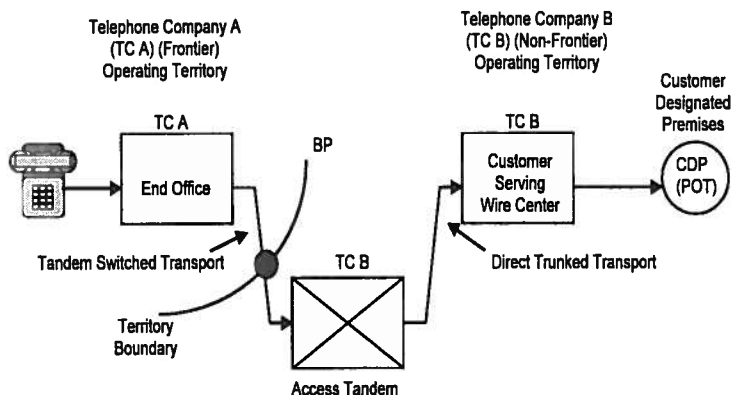 Telephone Company A
(TC A) (Frontier)
Operating Territory
Telephone Company B
(TC B) (Non-Frontier)
Operating Territory
Customer
Designated
Premises
TC A
End Office
BP
TC B
Customer
Serving
Wire Center
CDP
(POT)
Tandem Switched Transport
TC B
Direct Trunked Transport
Territory
Boundary
Access Tandem